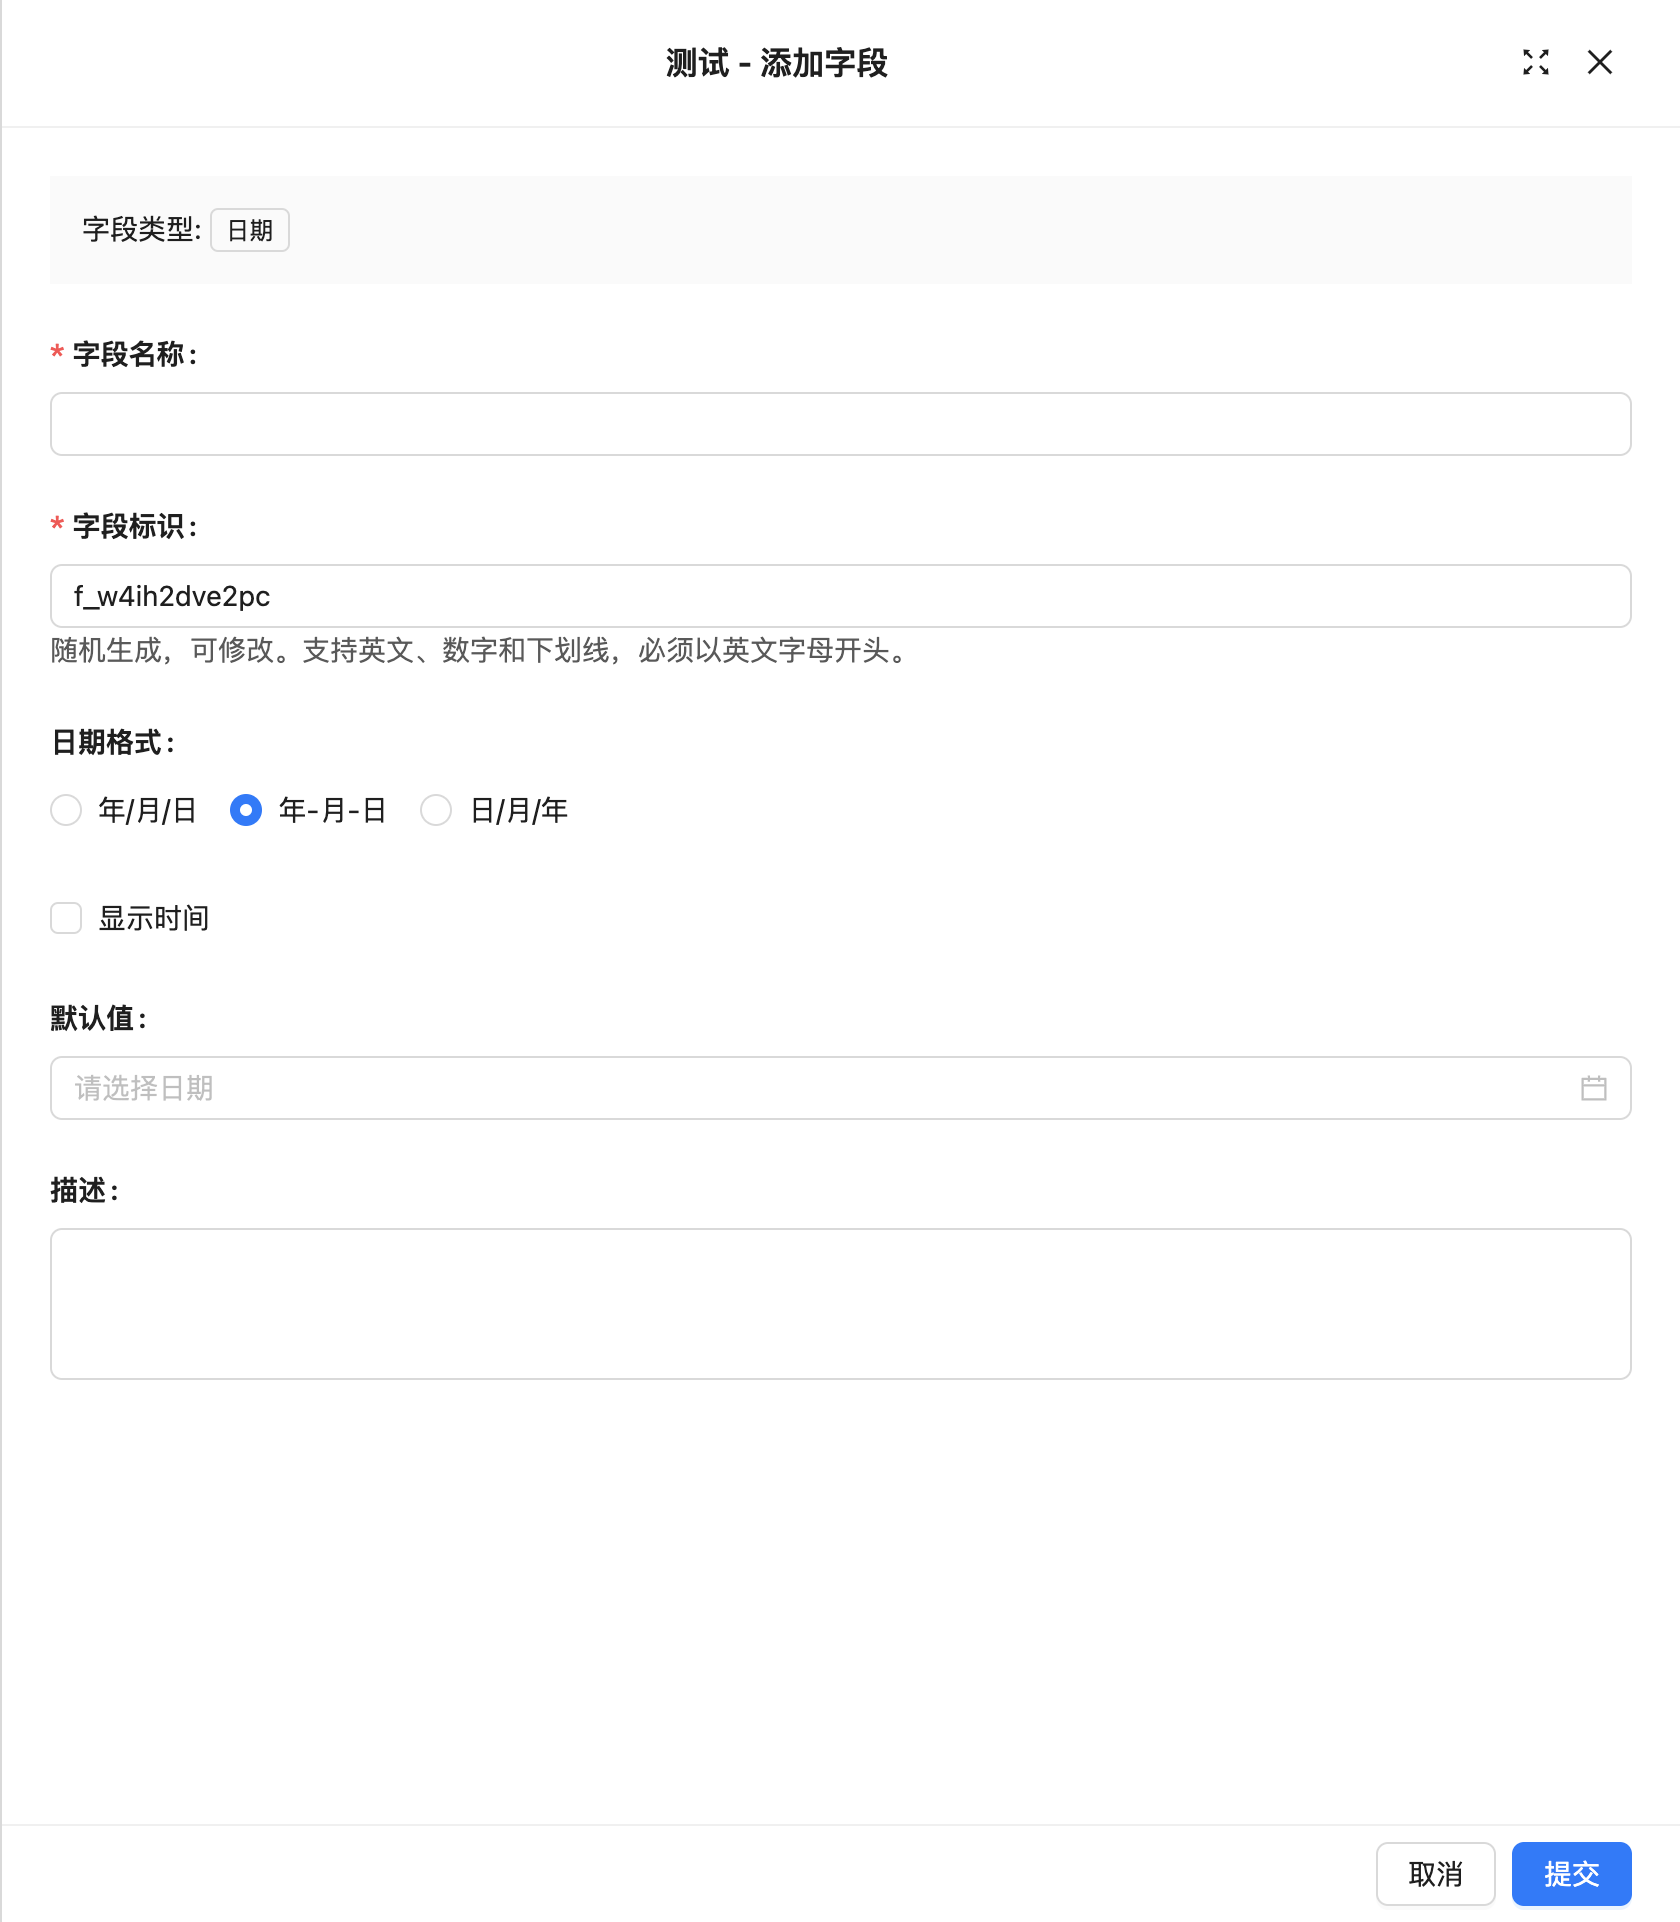 测试 - 添加字段
字段类型: 日期
* 字段名称:
* 字段标识:
f_w4ih2dve2pc
随机生成，可修改。支持英文、数字和下划线，必须以英文字母开头。
日期格式:
年/月/日 年-月-日 日/月/年
显示时间
默认值:
请选择日期
描述:
取消 提交